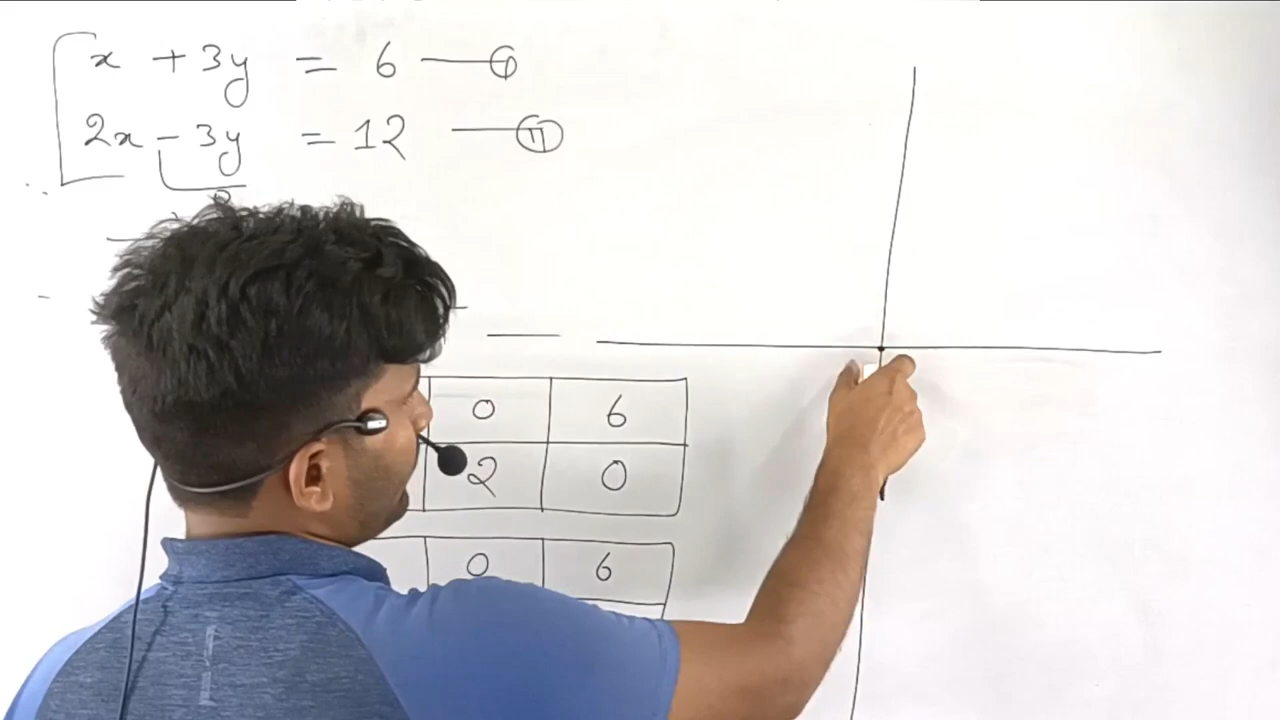 x + 3y = 6 — I
2x - 3y = 12 — II
0 6
2 0
0 6